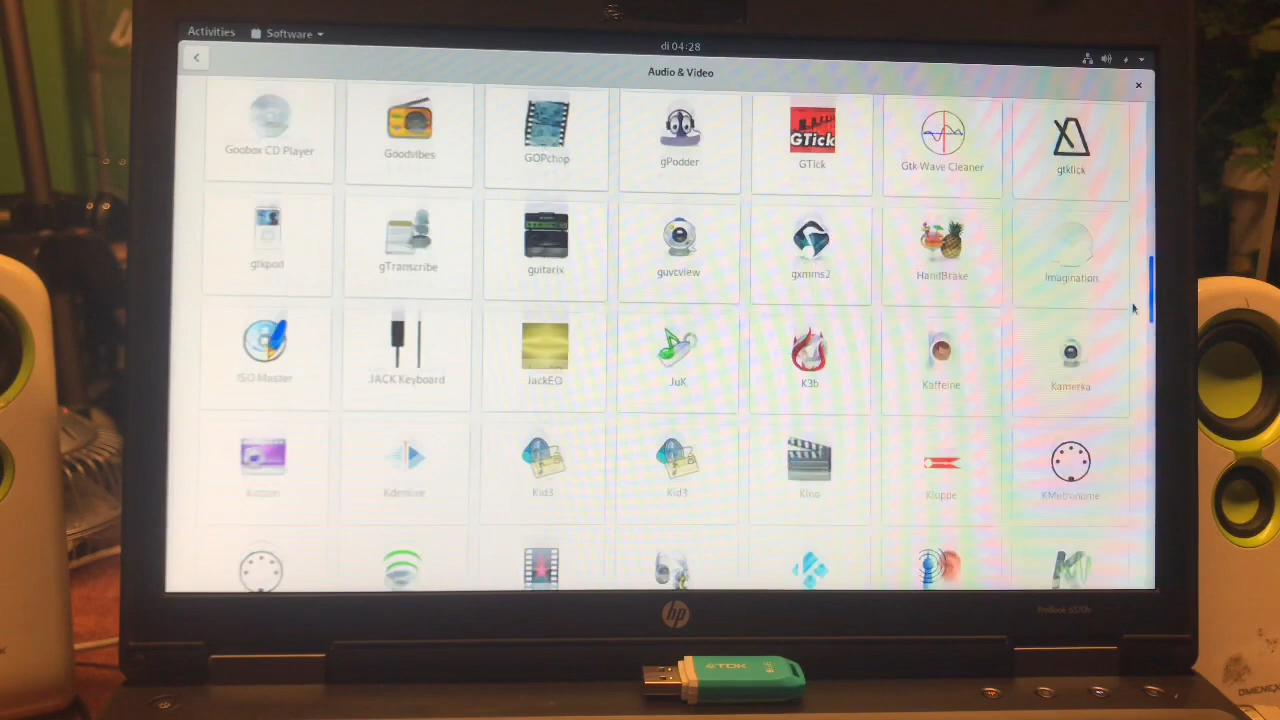 Activities Software
di 04:28
Audio & Video
Goobox CD Player Goodvibes GOPchop gPodder GTick Gtk Wave Cleaner gtklick
GTick
gtkpod gTranscribe guitarix guvcview gxmms2 HandBrake Imagination
ISO Master JACK Keyboard JackEQ JuK K3b Kaffeine Kamerka
Kdenlive Kid3 Kid3 Kino Kluppe KMetronome
hp
ProBook 6570b
TDK